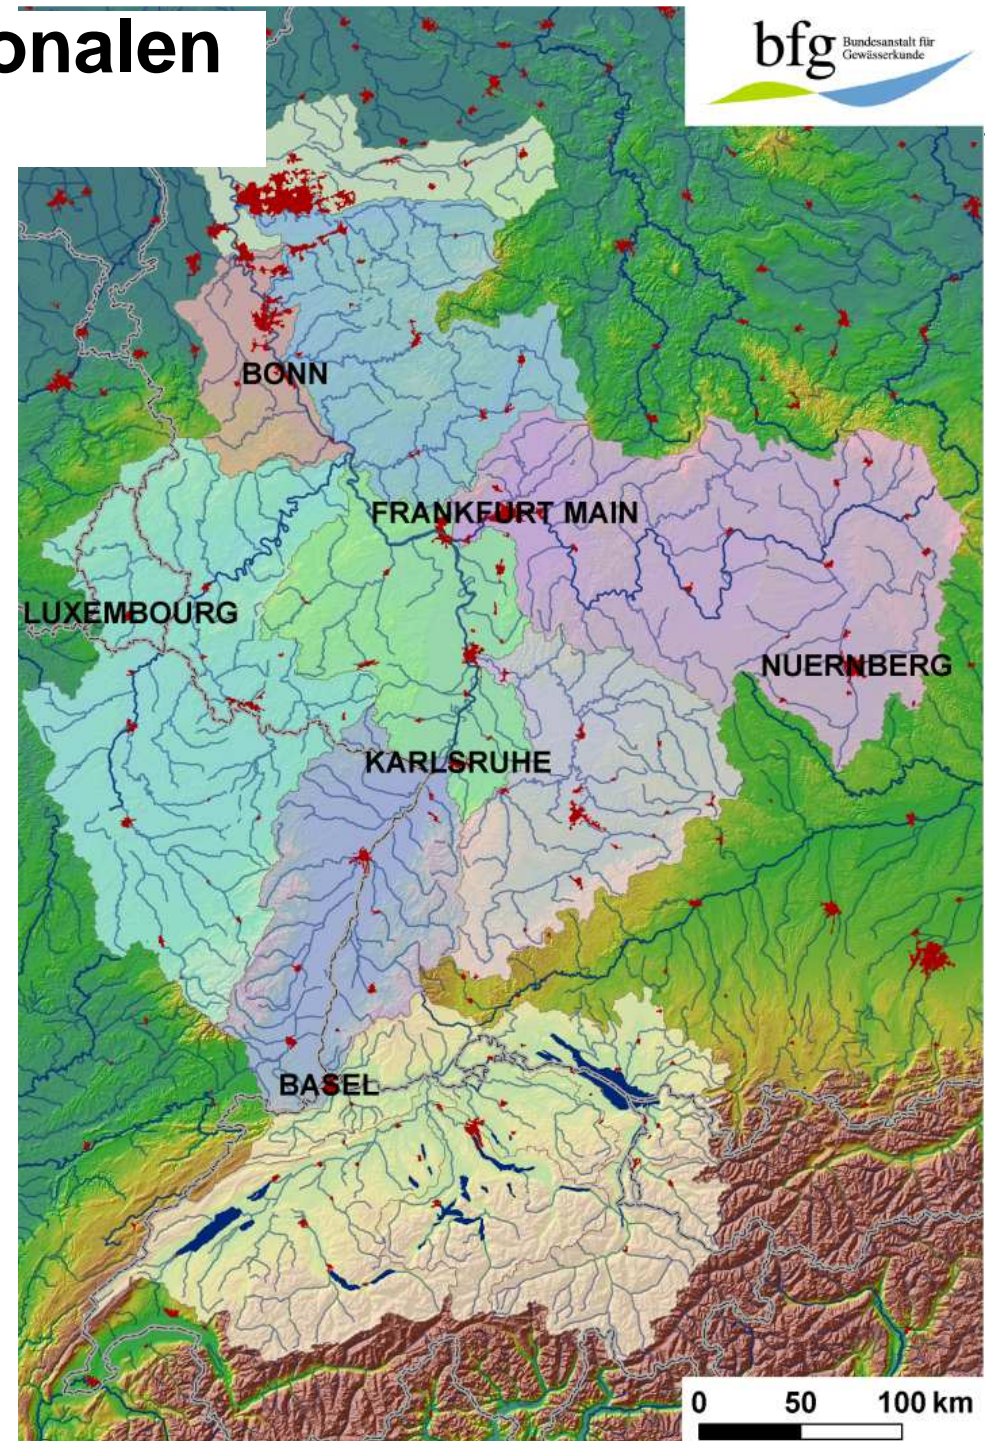 onalen
bfg Bundesanstalt für
Gewässerkunde
BONN
FRANKFURT MAIN
LUXEMBOURG
NUERNBERG
KARLSRUHE
BASEL
0 50 100 km